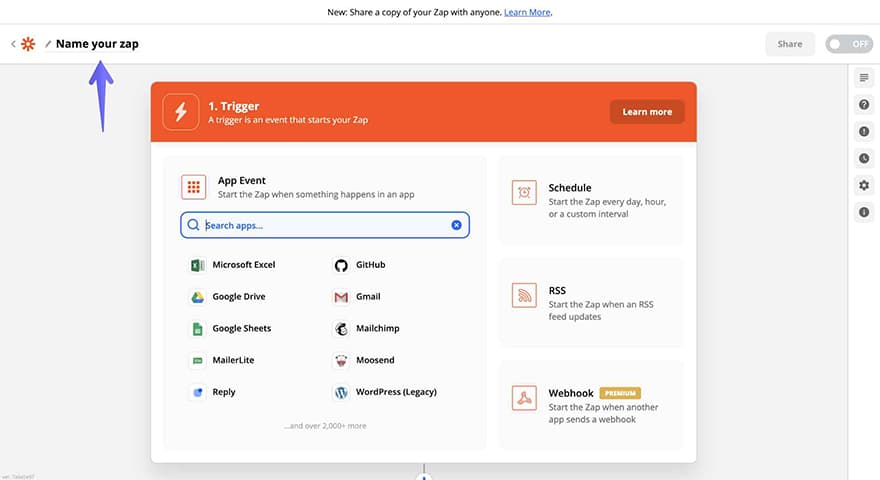 New: Share a copy of your Zap with anyone. Learn More.
Name your zap
Share
OFF
1. Trigger
A trigger is an event that starts your Zap
Learn more
App Event
Start the Zap when something happens in an app
Search apps...
Microsoft Excel
GitHub
Google Drive
Gmail
Google Sheets
Mailchimp
MailerLite
Moosend
Reply
WordPress (Legacy)
...and over 2,000+ more
Schedule
Start the Zap every day, hour,
or a custom interval
RSS
Start the Zap when an RSS
feed updates
Webhook PREMIUM
Start the Zap when another
app sends a webhook